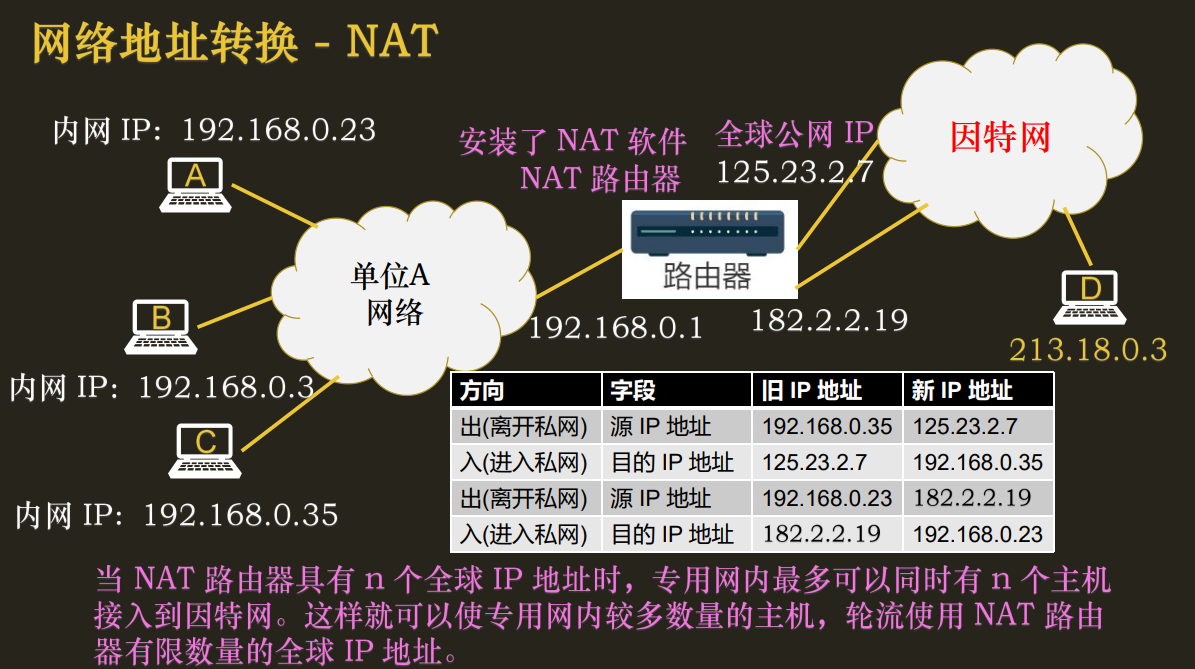 网络地址转换 - NAT
内网 IP：192.168.0.23
A
安装了 NAT 软件
NAT 路由器
全球公网 IP
125.23.2.7
因特网
单位A
网络
路由器
B
D
192.168.0.1
182.2.2.19
213.18.0.3
内网 IP：192.168.0.3
C
内网 IP：192.168.0.35
方向 字段 旧 IP 地址 新 IP 地址
出(离开私网) 源 IP 地址 192.168.0.35 125.23.2.7
入(进入私网) 目的 IP 地址 125.23.2.7 192.168.0.35
出(离开私网) 源 IP 地址 192.168.0.23 182.2.2.19
入(进入私网) 目的 IP 地址 182.2.2.19 192.168.0.23
当 NAT 路由器具有 n 个全球 IP 地址时，专用网内最多可以同时有 n 个主机
接入到因特网。这样就可以使专用网内较多数量的主机，轮流使用 NAT 路由
器有限数量的全球 IP 地址。